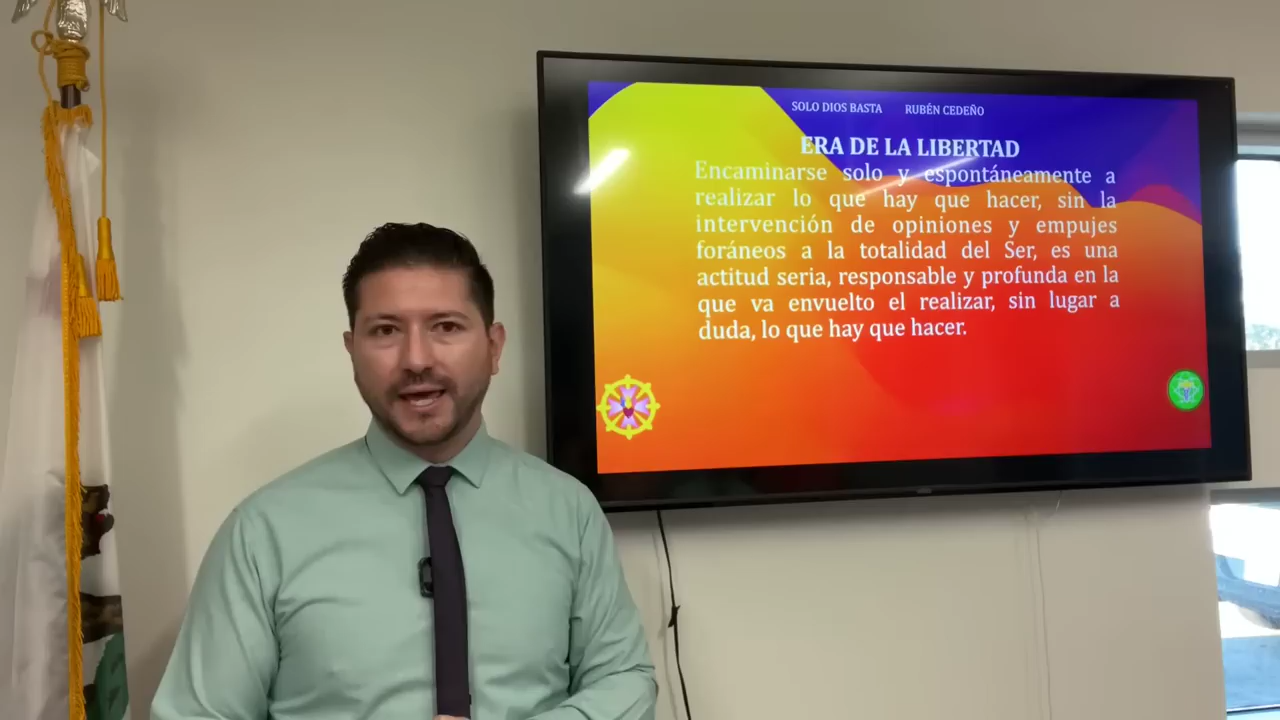 SOLO DIOS BASTA RUBÉN CEDEÑO
ERA DE LA LIBERTAD
Encaminarse solo y espontáneamente a
realizar lo que hay que hacer, sin la
intervención de opiniones y empujes
foráneos a la totalidad del Ser, es una
actitud seria, responsable y profunda en la
que va envuelto el realizar, sin lugar a
duda, lo que hay que hacer.